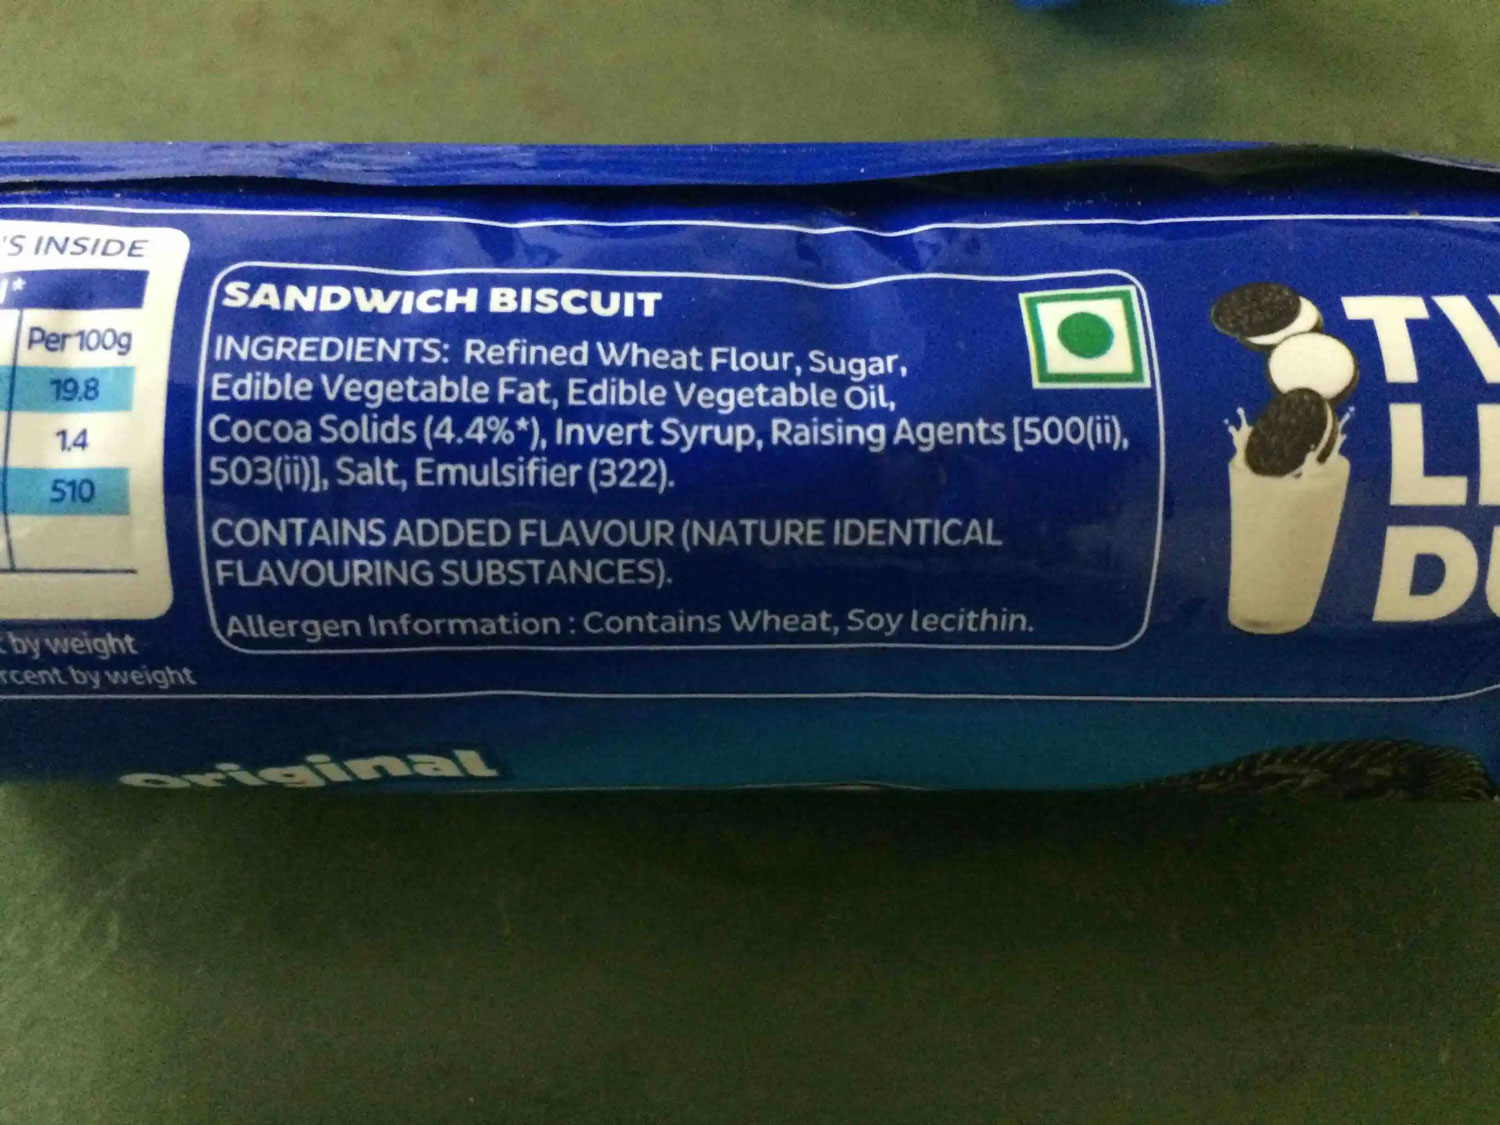 'S INSIDE
Per 100g
19.8
1.4
510
by weight
by weight
SANDWICH BISCUIT
INGREDIENTS: Refined Wheat Flour, Sugar,
Edible Vegetable Fat, Edible Vegetable Oil,
Cocoa Solids (4.4%*), Invert Syrup, Raising Agents [500(ii),
503(ii)], Salt, Emulsifier (322).
CONTAINS ADDED FLAVOUR (NATURE IDENTICAL
FLAVOURING SUBSTANCES).
Allergen Information : Contains Wheat, Soy lecithin.
Original